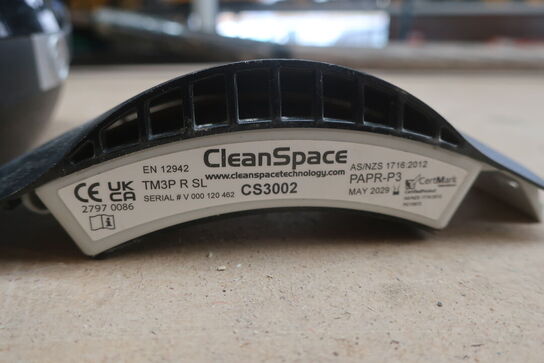 CleanSpace
www.cleanspacetechnology.com
CS3002
EN 12942
TM3P R SL
SERIAL # V 000 120 462
CE UK CA
2797 0086
AS/NZS 1716:2012
PAPR-P3
MAY 2029
CertMark